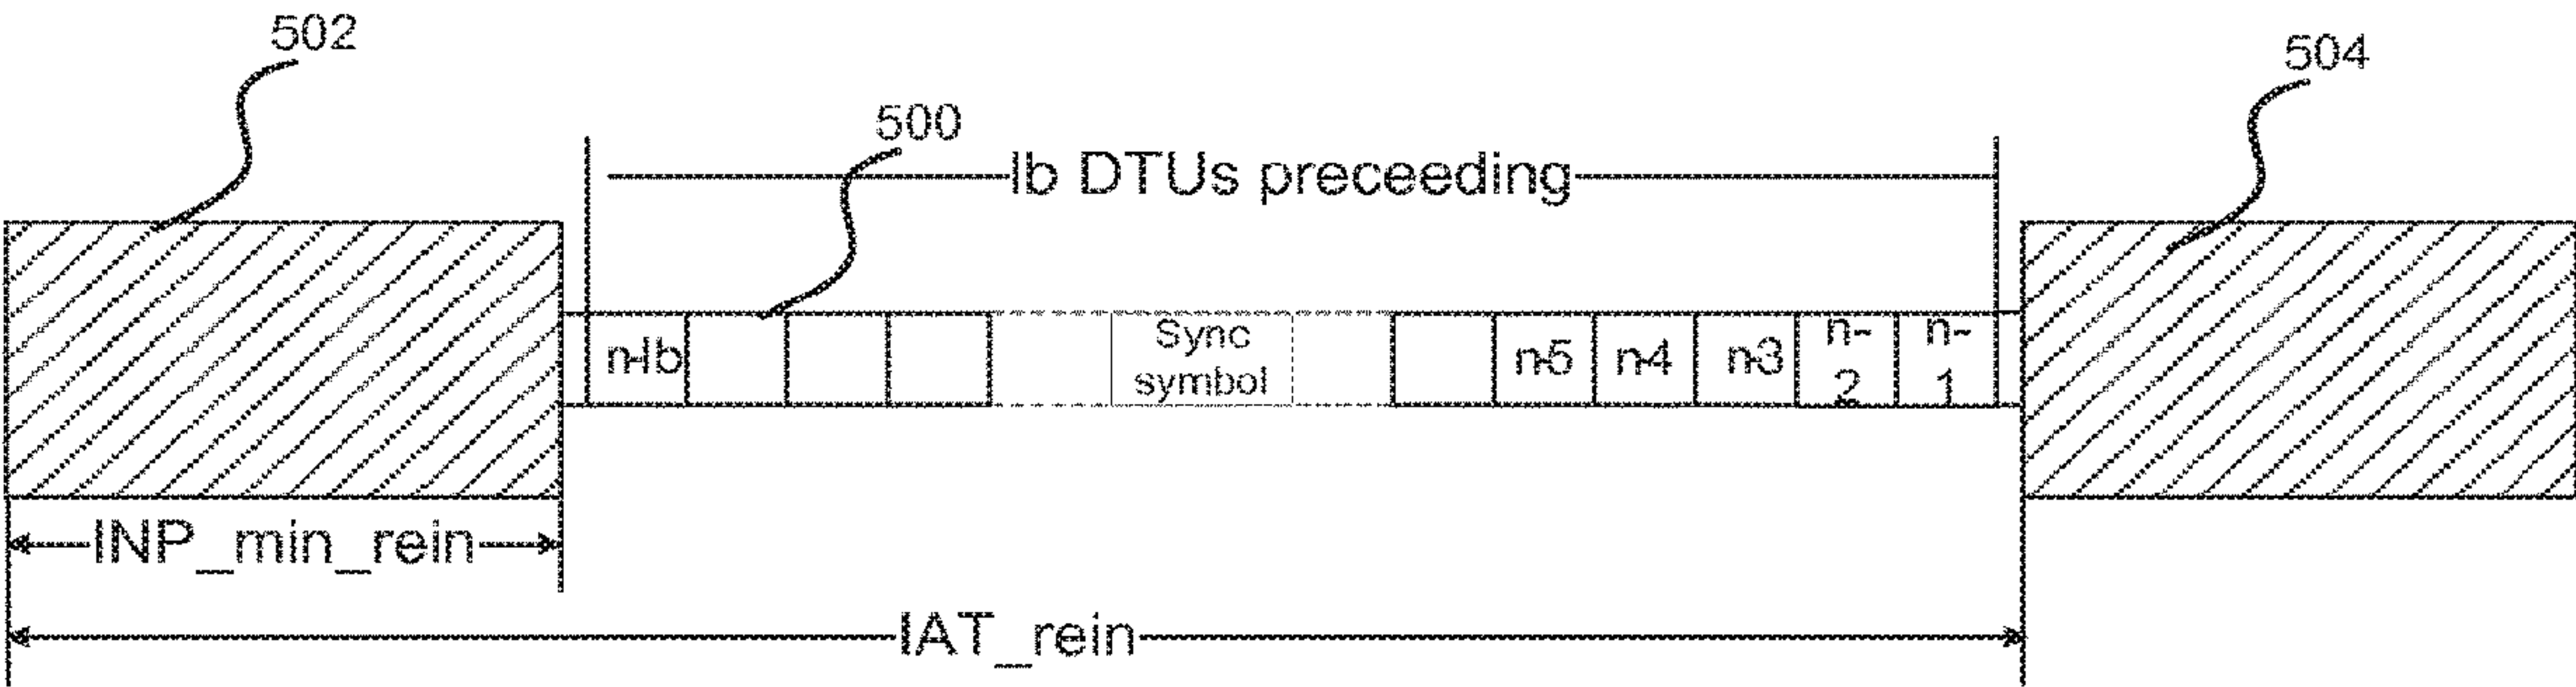 502
504
500
lb DTUs preceeding
n-lb
Sync
symbol
n-5
n-4
n-3
n-
2
n-
1
INP_min_rein
IAT_rein